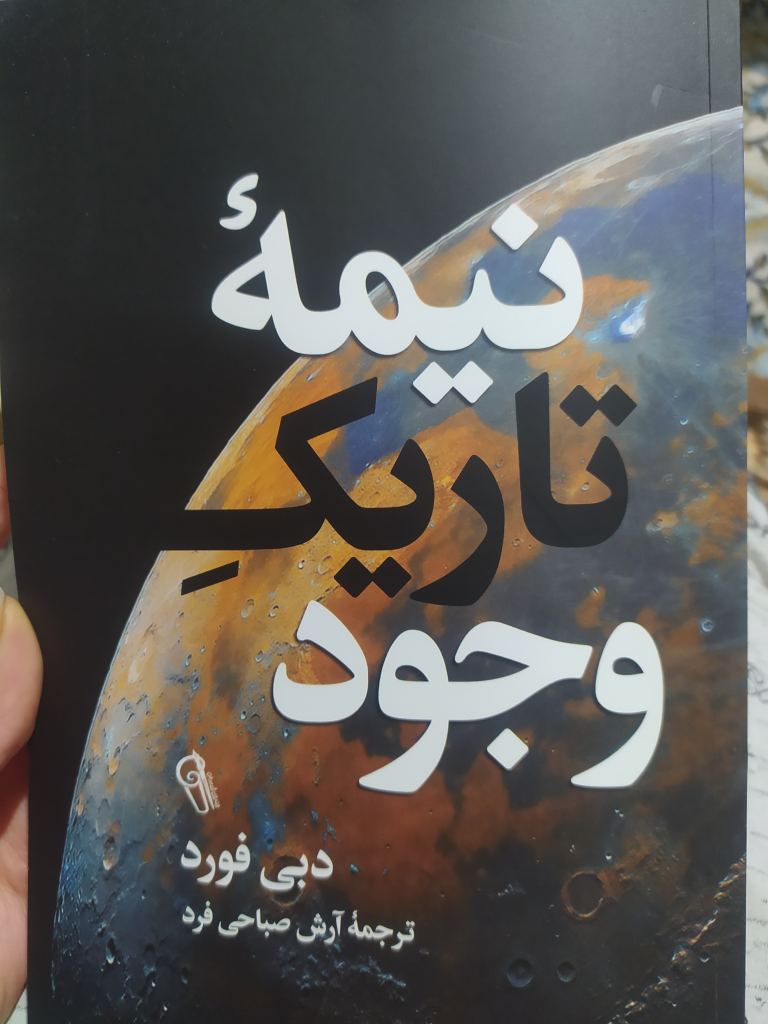 نیمهٔ
تاریکِ
وجود
دبی فورد
ترجمهٔ آرش صباحی فرد